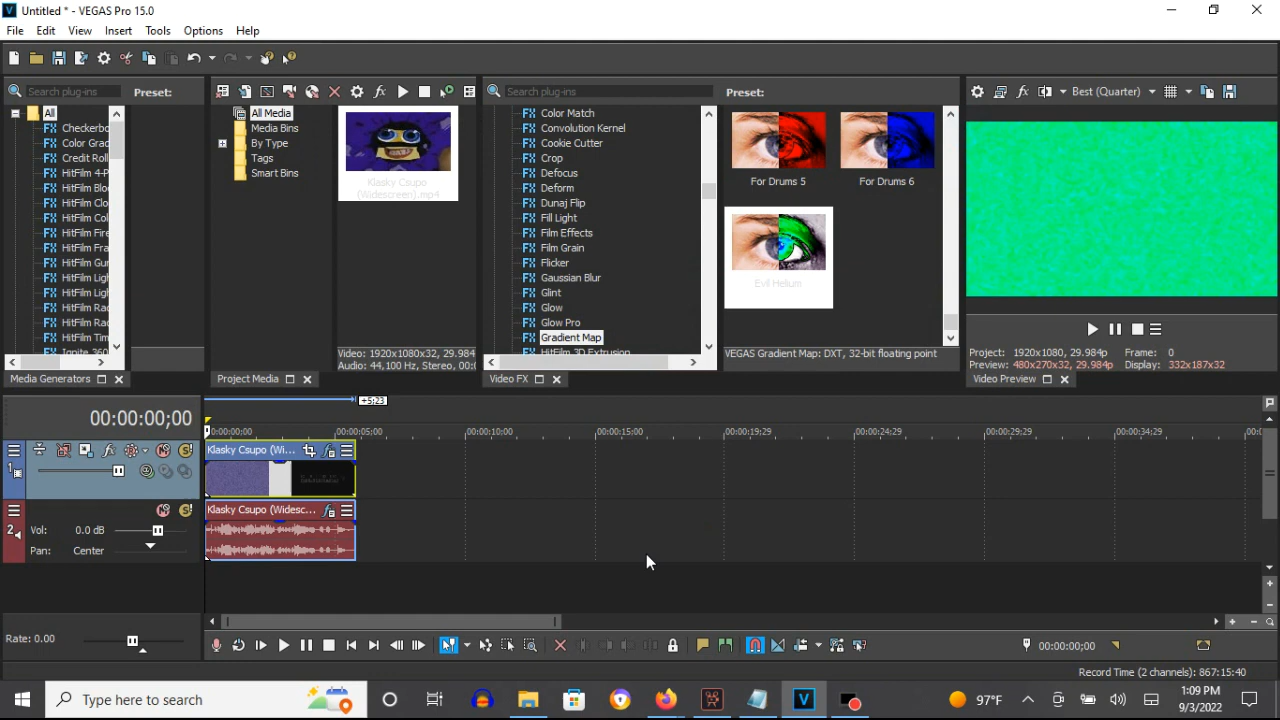 Untitled * - VEGAS Pro 15.0
File Edit View Insert Tools Options Help
Search plug-ins
Preset:
All
Checkerbo
Color Grac
Credit Roll
HitFilm 4-P
HitFilm Blo
HitFilm Clo
HitFilm Col
HitFilm Fire
HitFilm Fra
HitFilm Gra
HitFilm Ligh
HitFilm Ligh
HitFilm Rac
HitFilm Rac
HitFilm Tim
Ignite 360
Media Generators
All Media
Media Bins
By Type
Tags
Smart Bins
Klasky Csupo
(Widescreen).mp4
Video: 1920x1080x32, 29.984
Audio: 44,100 Hz, Stereo, 00:0
Project Media
Search plug-ins
Color Match
Convolution Kernel
Cookie Cutter
Crop
Defocus
Deform
Dunaj Flip
Fill Light
Film Effects
Film Grain
Flicker
Gaussian Blur
Glint
Glow
Glow Pro
Gradient Map
HitFilm 3D Extrusion
Video FX
Preset:
For Drums 5
For Drums 6
Evil Helium
VEGAS Gradient Map: DXT, 32-bit floating point
Best (Quarter)
Project: 1920x1080, 29.984p
Frame: 0
Preview: 480x270x32, 29.984p
Display: 332x187x32
Video Preview
00:00:00;00
+5;23
0:00:00;00
00:00:05;00
00:00:10;00
00:00:15;00
00:00:19;29
00:00:24;29
00:00:29;29
00:00:34;29
00:0
1
Klasky Csupo (Wi...
2
Vol: 0.0 dB
Pan: Center
Klasky Csupo (Widesc...
Rate: 0.00
00:00:00;00
Record Time (2 channels): 867:15:40
Type here to search
97°F
1:09 PM
9/3/2022